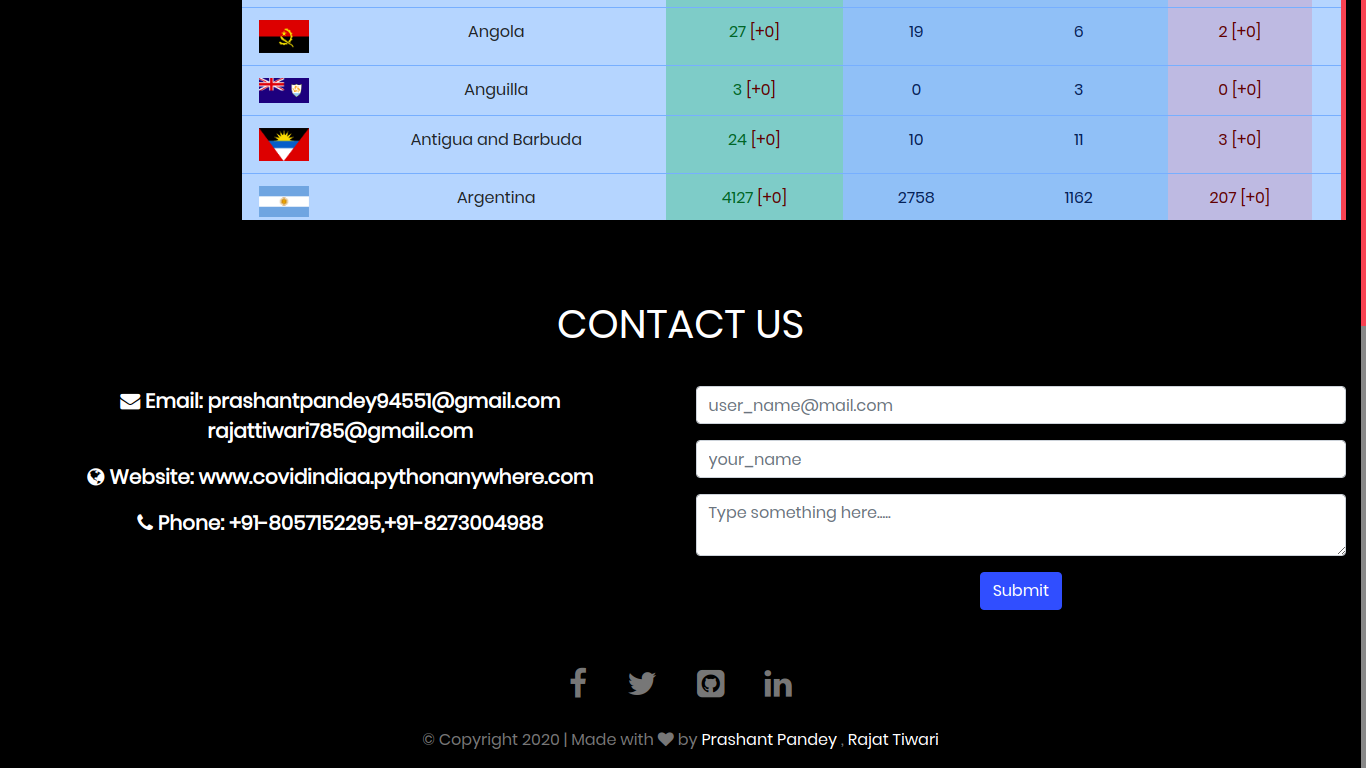 Angola 27 [+0] 19 6 2 [+0]
Anguilla 3 [+0] 0 3 0 [+0]
Antigua and Barbuda 24 [+0] 10 11 3 [+0]
Argentina 4127 [+0] 2758 1162 207 [+0]
CONTACT US
Email: prashantpandey94551@gmail.com
rajattiwari785@gmail.com
Website: www.covidindiaa.pythonanywhere.com
Phone: +91-8057152295,+91-8273004988
user_name@mail.com
your_name
Type something here.....
Submit
© Copyright 2020 | Made with ♥ by Prashant Pandey , Rajat Tiwari